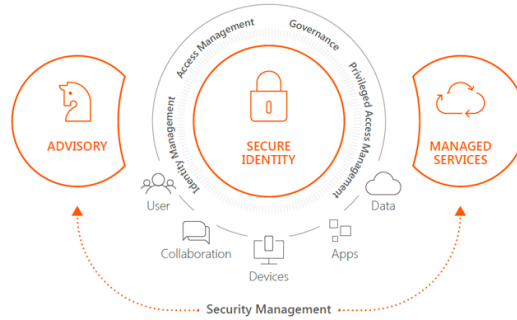 Access Management
Governance
Identity Management
Privileged Access Management
ADVISORY
SECURE
IDENTITY
MANAGED
SERVICES
User
Data
Collaboration
Apps
Devices
Security Management